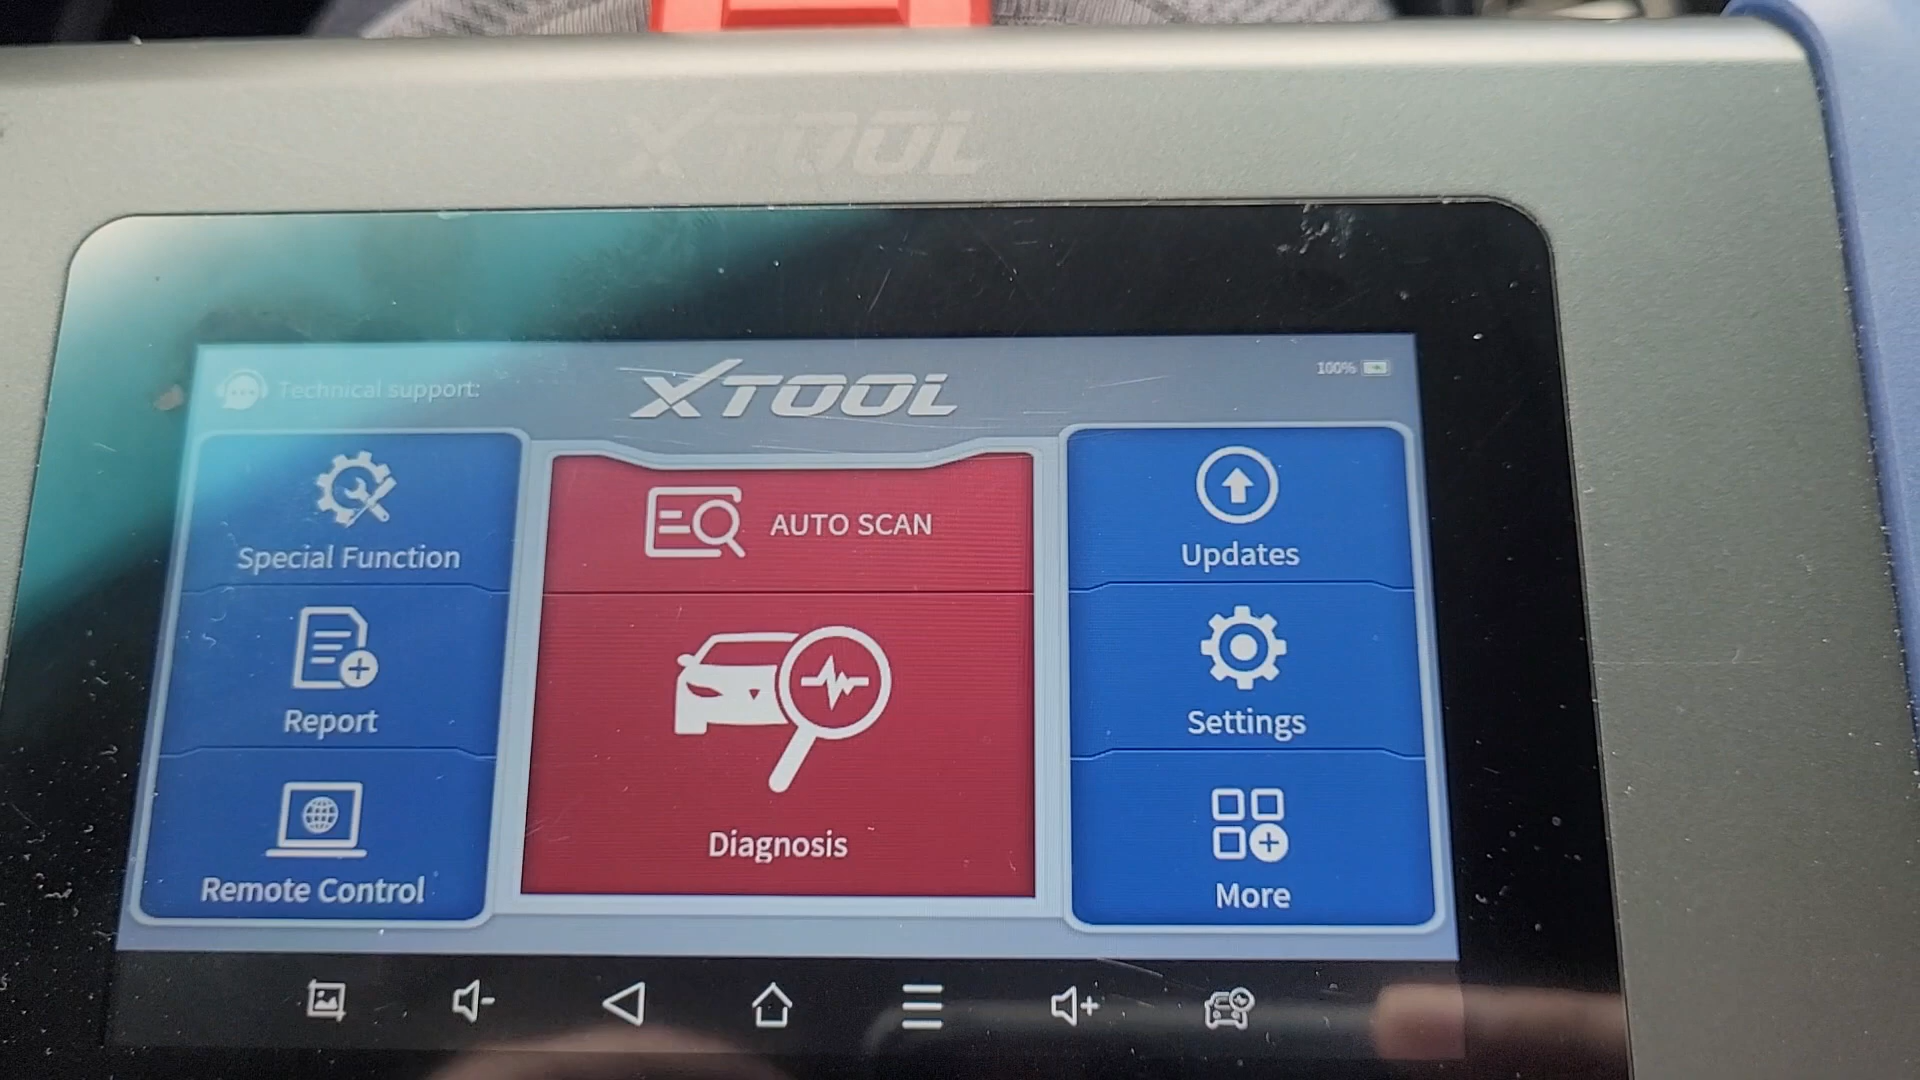 XTOOL
Technical support:
XTOOL
100%
Special Function
AUTO SCAN
Updates
Report
Settings
Diagnosis
Remote Control
More